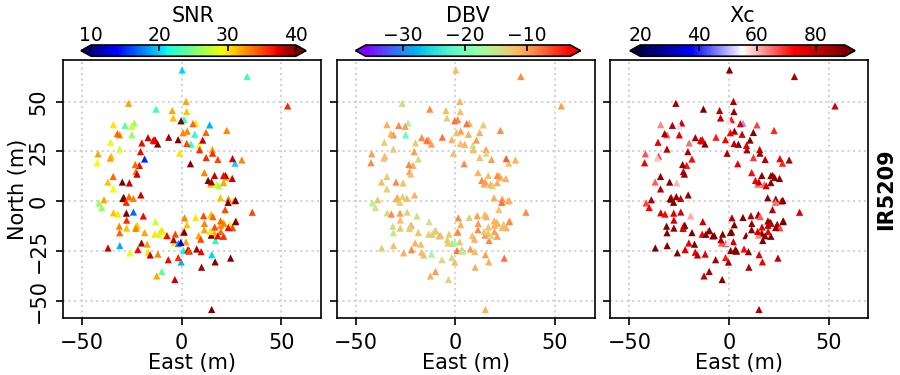 SNR DBV Xc
10 20 30 40 −30 −20 −10 20 40 60 80
50
25
0
−25
−50
North (m)
−50 0 50 −50 0 50 −50 0 50
East (m) East (m) East (m)
IR5209